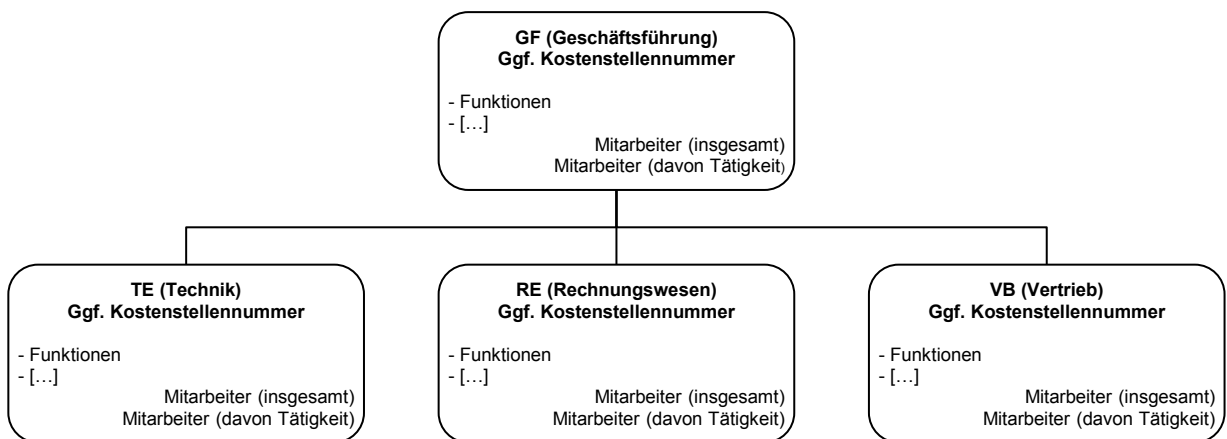 GF (Geschäftsführung)
Ggf. Kostenstellennummer
- Funktionen
- […]
Mitarbeiter (insgesamt)
Mitarbeiter (davon Tätigkeit)
TE (Technik)
Ggf. Kostenstellennummer
- Funktionen
- […]
Mitarbeiter (insgesamt)
Mitarbeiter (davon Tätigkeit)
RE (Rechnungswesen)
Ggf. Kostenstellennummer
- Funktionen
- […]
Mitarbeiter (insgesamt)
Mitarbeiter (davon Tätigkeit)
VB (Vertrieb)
Ggf. Kostenstellennummer
- Funktionen
- […]
Mitarbeiter (insgesamt)
Mitarbeiter (davon Tätigkeit)